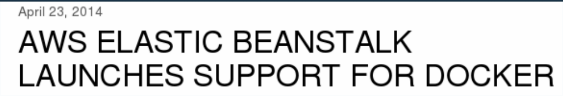 April 23, 2014
AWS ELASTIC BEANSTALK
LAUNCHES SUPPORT FOR DOCKER